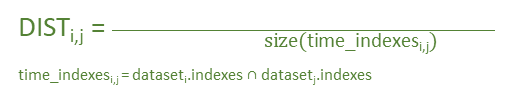 DISTi,j =
size(time_indexesi,j)
time_indexesi,j = dataseti.indexes ∩ datasetj.indexes